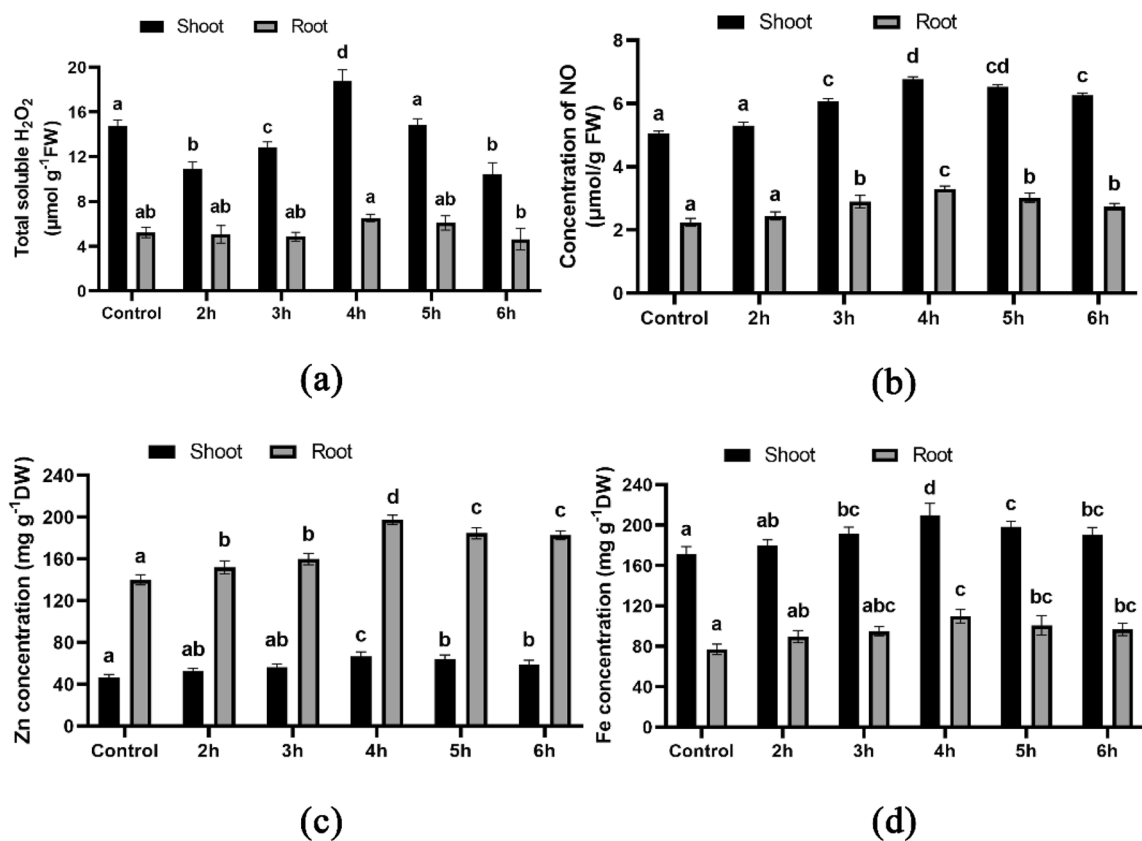 Shoot Root
Total soluble H₂O₂
(μmol g⁻¹FW)
20
16
12
8
4
0
a
ab
b
ab
c
ab
d
a
a
ab
b
b
Control 2h 3h 4h 5h 6h
(a)
Shoot Root
Concentration of NO
(μmol/g FW)
8
6
4
2
0
a
a
a
a
c
b
d
c
cd
b
c
b
Control 2h 3h 4h 5h 6h
(b)
Shoot Root
Zn concentration (mg g⁻¹DW)
240
200
160
120
80
40
0
a
a
ab
b
ab
b
c
d
b
c
b
c
Control 2h 3h 4h 5h 6h
(c)
Shoot Root
Fe concentration (mg g⁻¹DW)
240
200
160
120
80
40
0
a
a
ab
ab
bc
abc
d
c
c
bc
bc
bc
Control 2h 3h 4h 5h 6h
(d)